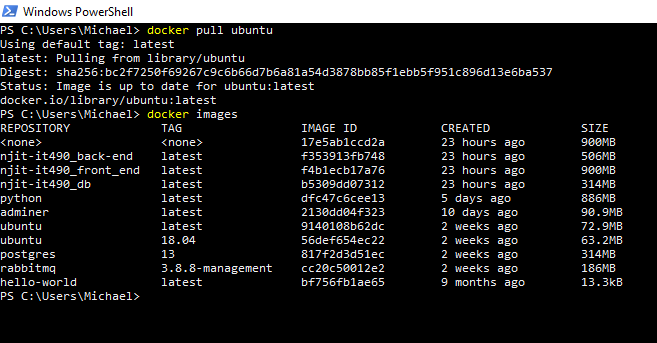 Windows PowerShell
PS C:\Users\Michael> docker pull ubuntu
Using default tag: latest
latest: Pulling from library/ubuntu
Digest: sha256:bc2f7250f69267c9c6b66d7b6a81a54d3878bb85f1ebb5f951c896d13e6ba537
Status: Image is up to date for ubuntu:latest
docker.io/library/ubuntu:latest
PS C:\Users\Michael> docker images
REPOSITORY TAG IMAGE ID CREATED SIZE
<none> <none> 17e5ab1ccd2a 23 hours ago 900MB
njit-it490_back-end latest f353913fb748 23 hours ago 506MB
njit-it490_front_end latest f4b1ecb17a76 23 hours ago 900MB
njit-it490_db latest b5309dd07312 23 hours ago 314MB
python latest dfc47c6cee13 5 days ago 886MB
adminer latest 2130dd04f323 10 days ago 90.9MB
ubuntu latest 9140108b62dc 2 weeks ago 72.9MB
ubuntu 18.04 56def654ec22 2 weeks ago 63.2MB
postgres 13 817f2d3d51ec 2 weeks ago 314MB
rabbitmq 3.8.8-management cc20c50012e2 2 weeks ago 186MB
hello-world latest bf756fb1ae65 9 months ago 13.3kB
PS C:\Users\Michael>